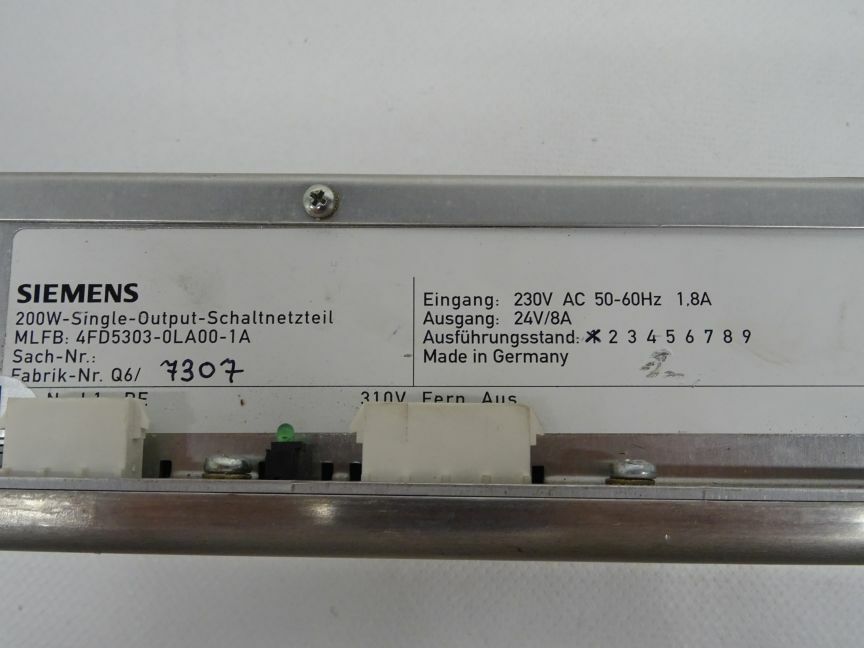 SIEMENS
200W-Single-Output-Schaltnetzteil
MLFB: 4FD5303-0LA00-1A
Sach-Nr.:
Fabrik-Nr. Q6/ 7307
Eingang: 230V AC 50-60Hz 1,8A
Ausgang: 24V/8A
Ausführungsstand: 2 3 4 5 6 7 8 9
Made in Germany
N L1 PE 310V Fern Aus